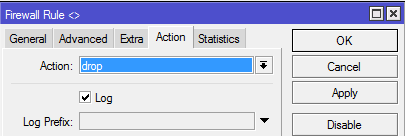 Firewall Rule <>
General Advanced Extra Action Statistics
OK
Action: drop
Cancel
Log
Apply
Log Prefix:
Disable